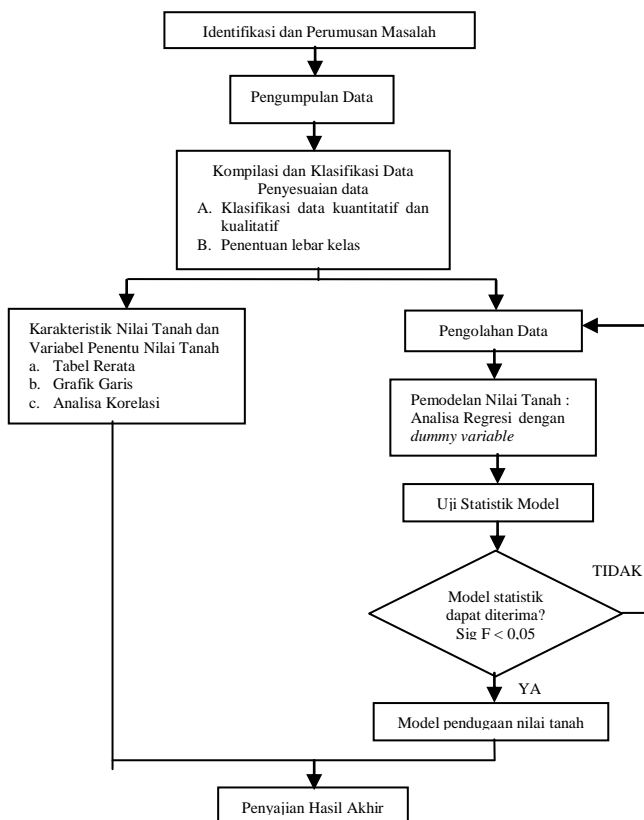 Identifikasi dan Perumusan Masalah
Pengumpulan Data
Kompilasi dan Klasifikasi Data
Penyesuaian data
A. Klasifikasi data kuantitatif dan
kualitatif
B. Penentuan lebar kelas
Karakteristik Nilai Tanah dan
Variabel Penentu Nilai Tanah
a. Tabel Rerata
b. Grafik Garis
c. Analisa Korelasi
Pengolahan Data
Pemodelan Nilai Tanah :
Analisa Regresi dengan
dummy variable
Uji Statistik Model
Model statistik
dapat diterima?
Sig F < 0,05
TIDAK
YA
Model pendugaan nilai tanah
Penyajian Hasil Akhir